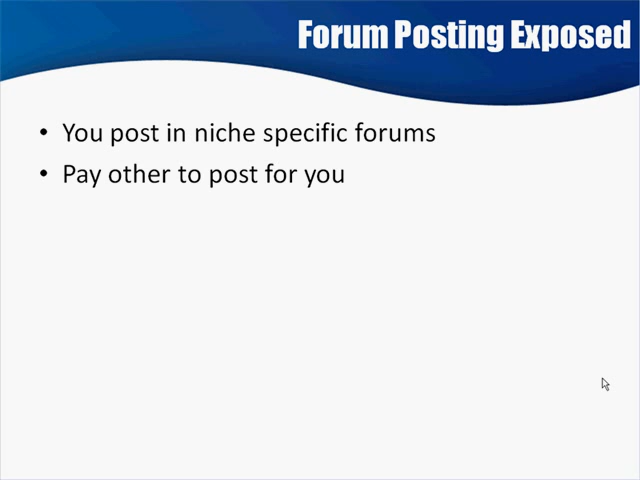 Forum Posting Exposed
• You post in niche specific forums
• Pay other to post for you